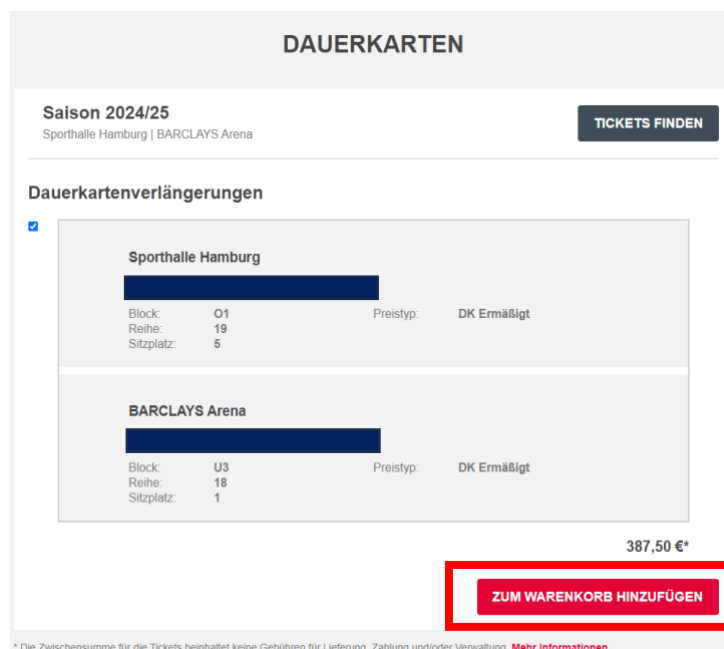 DAUERKARTEN
Saison 2024/25
Sporthalle Hamburg | BARCLAYS Arena
TICKETS FINDEN
Dauerkartenverlängerungen
Sporthalle Hamburg
Block: O1 Preistyp: DK Ermäßigt
Reihe: 19
Sitzplatz: 5
BARCLAYS Arena
Block: U3 Preistyp: DK Ermäßigt
Reihe: 18
Sitzplatz: 1
387,50 €*
ZUM WARENKORB HINZUFÜGEN
* Die Zwischensumme für die Tickets beinhaltet keine Gebühren für Lieferung, Zahlung und/oder Verwaltung. Mehr Informationen